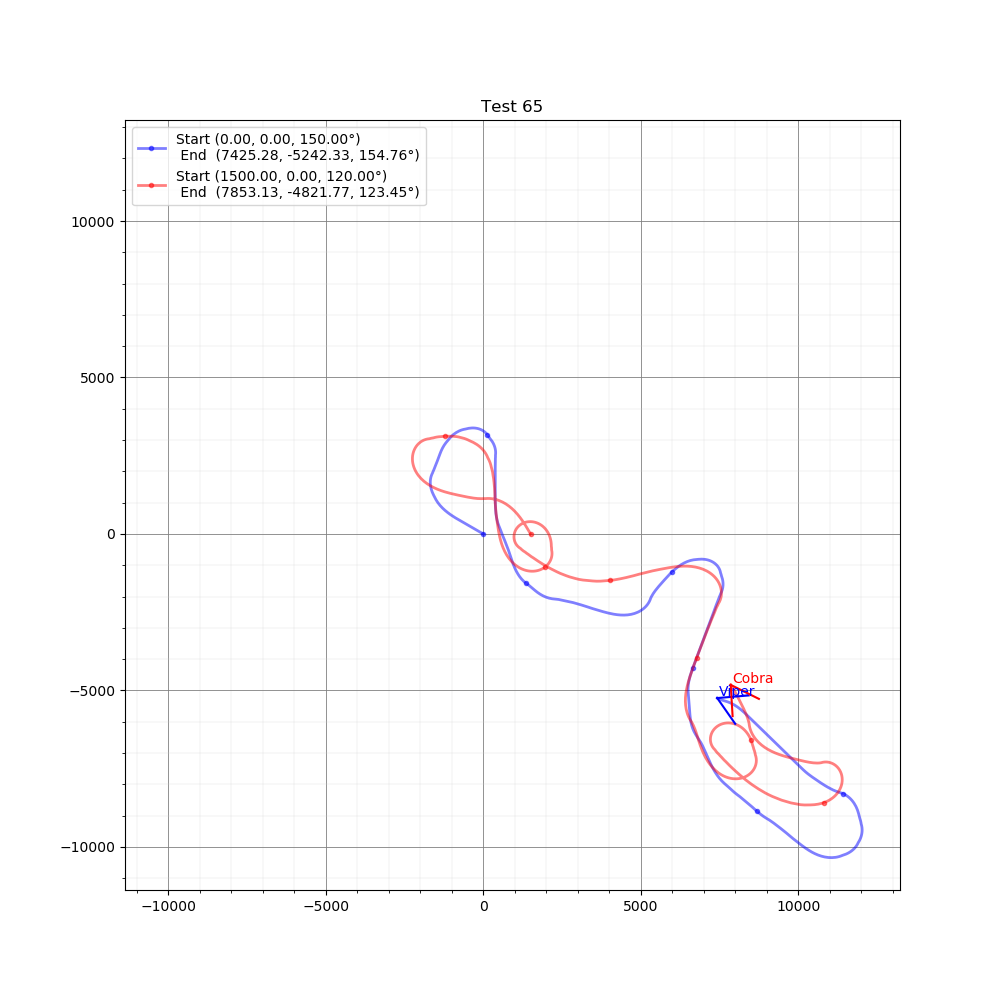 Test 65
Start (0.00, 0.00, 150.00°)
End (7425.28, -5242.33, 154.76°)
Start (1500.00, 0.00, 120.00°)
End (7853.13, -4821.77, 123.45°)
10000
5000
0
−5000
−10000
Cobra
Viper
−10000 −5000 0 5000 10000